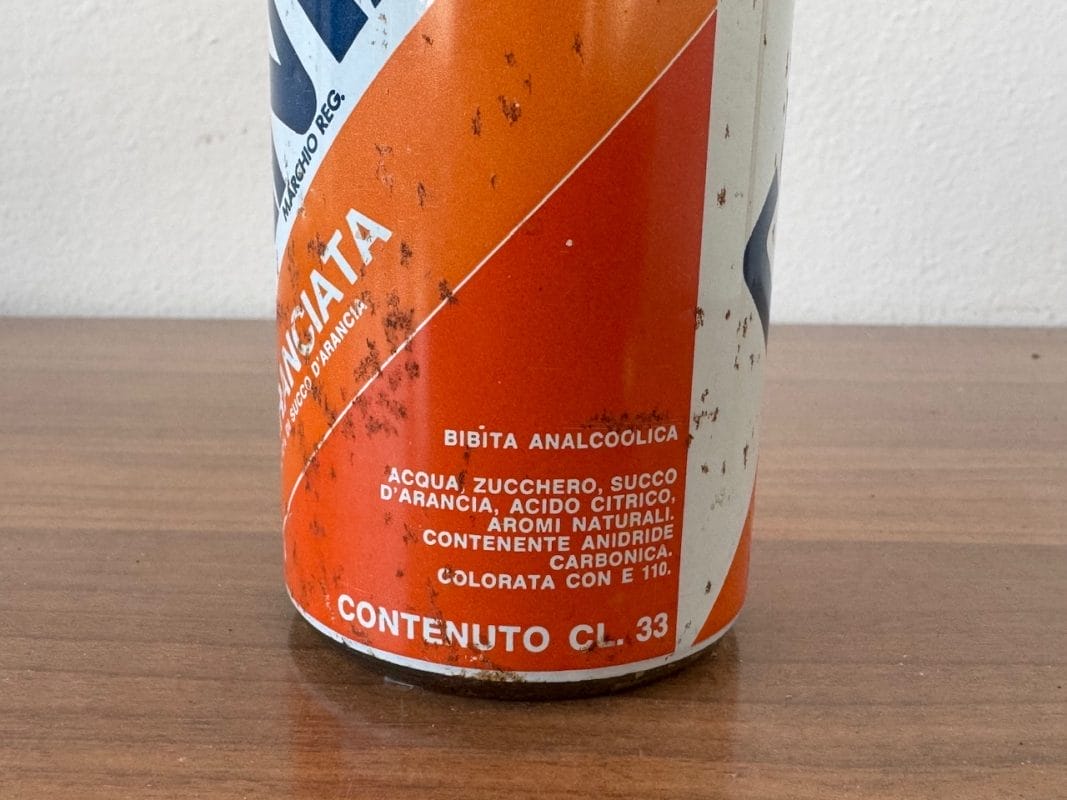 MARCHIO REG.
SUCCO D'ARANCIA
BIBITA ANALCOOLICA
ACQUA, ZUCCHERO, SUCCO
D'ARANCIA, ACIDO CITRICO,
AROMI NATURALI.
CONTENENTE ANIDRIDE
CARBONICA.
COLORATA CON E 110.
CONTENUTO CL. 33